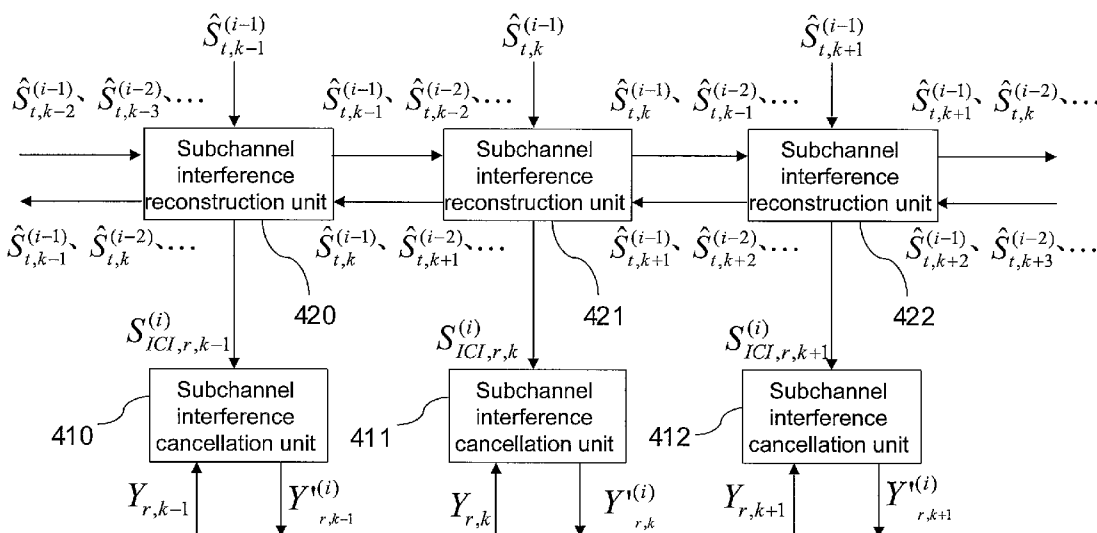 Ŝ_{t,k-1}^{(i-1)} Ŝ_{t,k}^{(i-1)} Ŝ_{t,k+1}^{(i-1)}
Ŝ_{t,k-2}^{(i-1)}、Ŝ_{t,k-3}^{(i-2)}、… Ŝ_{t,k-1}^{(i-1)}、Ŝ_{t,k-2}^{(i-2)}、… Ŝ_{t,k}^{(i-1)}、Ŝ_{t,k-1}^{(i-2)}、… Ŝ_{t,k+1}^{(i-1)}、Ŝ_{t,k}^{(i-2)}、…
Subchannel
interference
reconstruction unit
Subchannel
interference
reconstruction unit
Subchannel
interference
reconstruction unit
Ŝ_{t,k-1}^{(i-1)}、Ŝ_{t,k}^{(i-2)}、… Ŝ_{t,k}^{(i-1)}、Ŝ_{t,k+1}^{(i-2)}、… Ŝ_{t,k+1}^{(i-1)}、Ŝ_{t,k+2}^{(i-2)}、… Ŝ_{t,k+2}^{(i-1)}、Ŝ_{t,k+3}^{(i-2)}、…
420 421 422
S_{ICI,r,k-1}^{(i)} S_{ICI,r,k}^{(i)} S_{ICI,r,k+1}^{(i)}
Subchannel
interference
cancellation unit
Subchannel
interference
cancellation unit
Subchannel
interference
cancellation unit
410 411 412
Y_{r,k-1} Y'_{r,k-1}^{(i)} Y_{r,k} Y'_{r,k}^{(i)} Y_{r,k+1} Y'_{r,k+1}^{(i)}